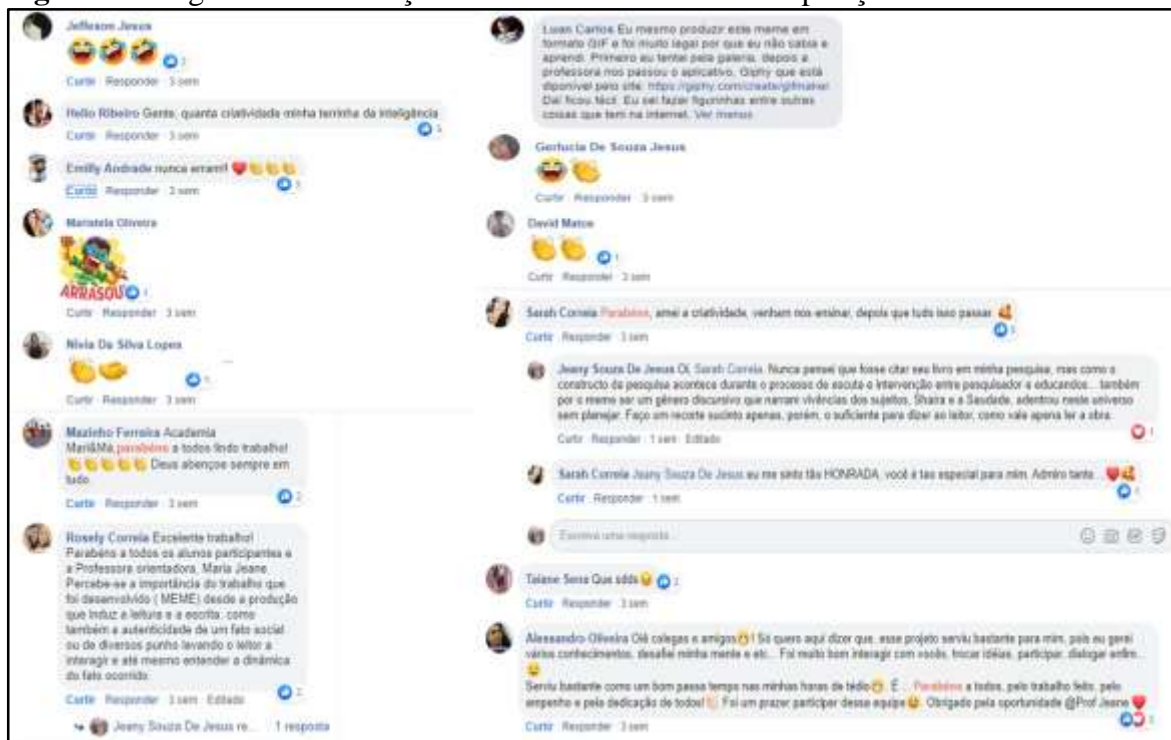 Jefferson Jesus
2
Curtir Responder 3 sem
Hello Ribeiro Gente, quanta criatividade minha terrinha da inteligência
3
Curtir Responder 3 sem
Emilly Andrade nunca erram!!
Curtir Responder 3 sem
Maristela Oliveira
ARRASOU
Curtir Responder 3 sem
Nivia Da Silva Lopes
Curtir Responder 3 sem
Mazinho Ferreira Academia
Mari&Má, parabéns a todos lindo trabalho!
Deus abençoe sempre em
tudo
Curtir Responder 3 sem
2
Rosely Correia Excelente trabalho!
Parabéns a todos os alunos participantes e
a Professora orientadora, Maria Jeane.
Percebe-se a importância do trabalho que
foi desenvolvido ( MEME) desde a produção
que induz a leitura e a escrita, como
também a autenticidade de um fato social
ou de diversos punho levando o leitor a
interagir e até mesmo entender a dinâmica
do fato ocorrido.
Curtir Responder 3 sem Editado
2
Jeany Souza De Jesus re... 1 resposta
Luan Carlos Eu mesmo produzir este meme em
formato GIF e foi muito legal por que eu não sabia e
aprendi. Primeiro eu tentei pela galeria, depois a
professora nos passou o aplicativo. Giphy que está
diponível pelo site: https://giphy.com/create/gifmaker
Daí ficou fácil. Eu sei fazer figurinhas entre outras
coisas que tem na internet. Ver menos
Gerlucia De Souza Jesus
Curtir Responder 3 sem
David Matos
1
Curtir Responder 3 sem
Sarah Correia Parabéns, amei a criatividade, venham nos ensinar, depois que tudo isso passar
Curtir Responder 3 sem
Jeany Souza De Jesus Oi, Sarah Correia. Nunca pensei que fosse citar seu livro em minha pesquisa, mas como o
constructo da pesquisa acontece durante o processo de escuta e intervenção entre pesquisador e educandos... também
por o meme ser um gênero discursivo que narram vivências dos sujeitos, Shaira e a Saudade, adentrou neste universo
sem planejar. Faço um recorte sucinto apenas, porém, o suficiente para dizer ao leitor, como vale apena ler a obra.
Curtir Responder 1 sem Editado
1
Sarah Correia Jeany Souza De Jesus eu me sinto tão HONRADA, você é tao especial para mim. Admiro tanto...
Curtir Responder 1 sem
1
Escreva uma resposta...
Taiane Sena Que sdds
2
Curtir Responder 3 sem
Alessandro Oliveira Olé colegas e amigos ! So quero aqui dizer que, esse projeto serviu bastante para mim, pois eu gerei
vários conhecimentos, desafiei minha mente e etc... Foi muito bom interagir com vocês, trocar idéias, participar, dialogar enfim...
Serviu bastante como um bom passa tempo nas minhas horas de tédio . É ... Parabéns a todos, pelo trabalho feito, pelo
empenho e pela dedicação de todos! Foi um prazer participar dessa equipe . Obrigado pela oportunidade @Prof Jeane
Curtir Responder 3 sem